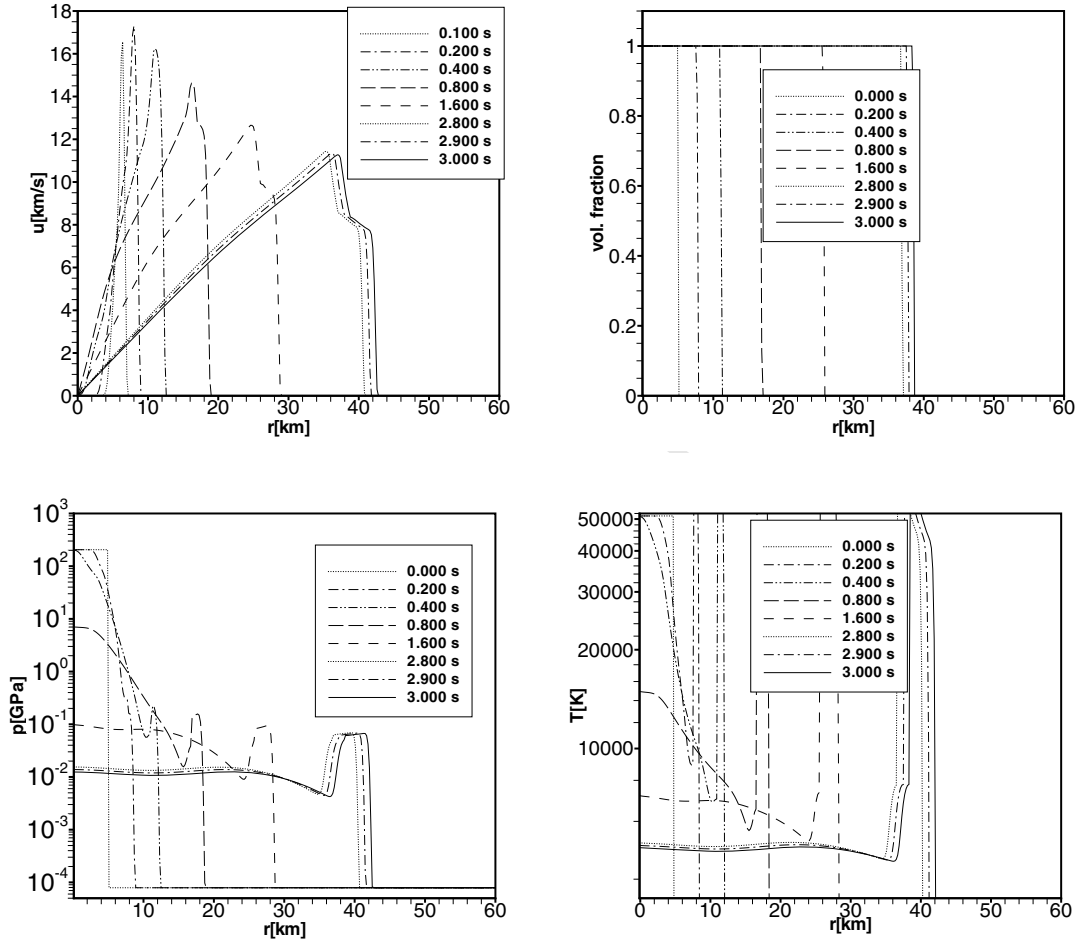 18
16
14
12
10
8
6
4
2
0
u[km/s]
0 10 20 30 40 50 60
r[km]
0.100 s
0.200 s
0.400 s
0.800 s
1.600 s
2.800 s
2.900 s
3.000 s
1
0.8
0.6
0.4
0.2
0
vol. fraction
0 10 20 30 40 50 60
r[km]
0.000 s
0.200 s
0.400 s
0.800 s
1.600 s
2.800 s
2.900 s
3.000 s
10³
10²
10¹
10⁰
10⁻¹
10⁻²
10⁻³
10⁻⁴
p[GPa]
0 10 20 30 40 50 60
r[km]
0.000 s
0.200 s
0.400 s
0.800 s
1.600 s
2.800 s
2.900 s
3.000 s
50000
40000
30000
20000
10000
T[K]
0 10 20 30 40 50 60
r[km]
0.000 s
0.200 s
0.400 s
0.800 s
1.600 s
2.800 s
2.900 s
3.000 s